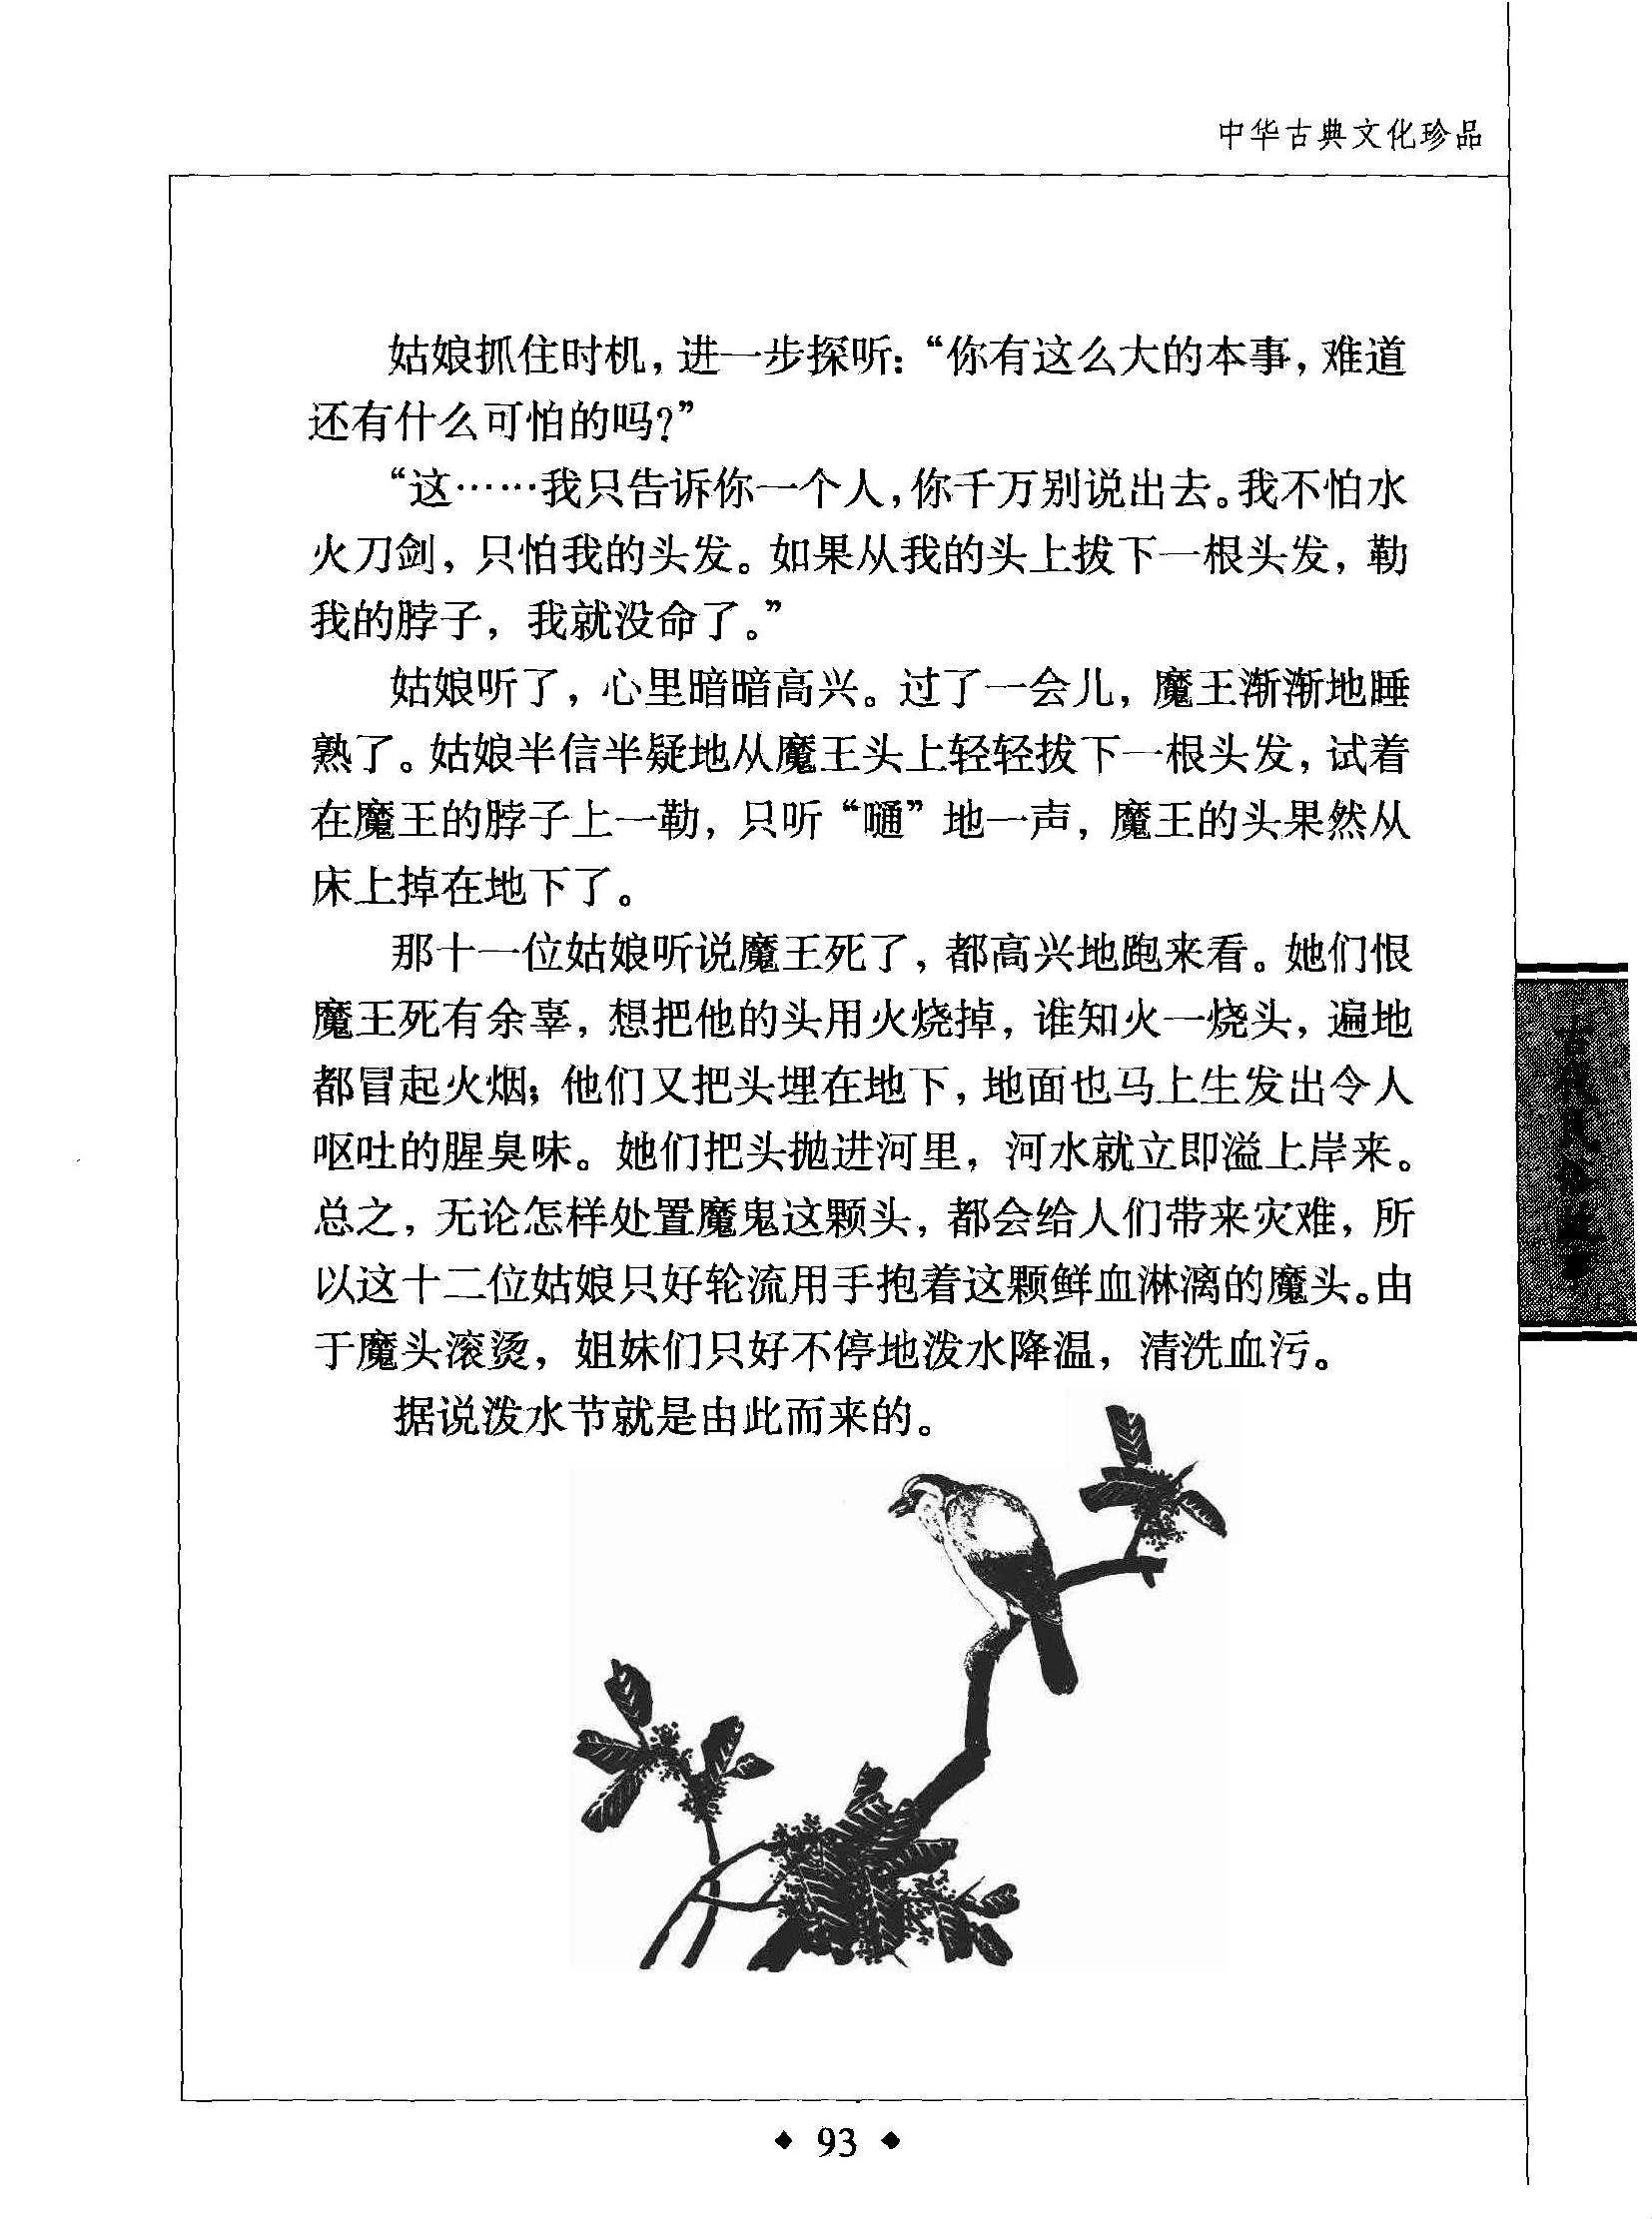 中华古典文化珍品
姑娘抓住时机，进一步探听：“你有这么大的本事，难道
还有什么可怕的吗？”
“这……我只告诉你一个人，你千万别说出去。我不怕水
火刀剑，只怕我的头发。如果从我的头上拔下一根头发，勒
我的脖子，我就没命了。”
姑娘听了，心里暗暗高兴。过了一会儿，魔王渐渐地睡
熟了。姑娘半信半疑地从魔王头上轻轻拔下一根头发，试着
在魔王的脖子上一勒，只听“嗵”地一声，魔王的头果然从
床上掉在地下了。
那十一位姑娘听说魔王死了，都高兴地跑来看。她们恨
魔王死有余辜，想把他的头用火烧掉，谁知火一烧头，遍地
都冒起火烟；他们又把头埋在地下，地面也马上生发出令人
呕吐的腥臭味。她们把头抛进河里，河水就立即溢上岸来。
总之，无论怎样处置魔鬼这颗头，都会给人们带来灾难，所
以这十二位姑娘只好轮流用手抱着这颗鲜血淋漓的魔头。由
于魔头滚烫，姐妹们只好不停地泼水降温，清洗血污。
据说泼水节就是由此而来的。
古代民俗故事
◆ 93 ◆